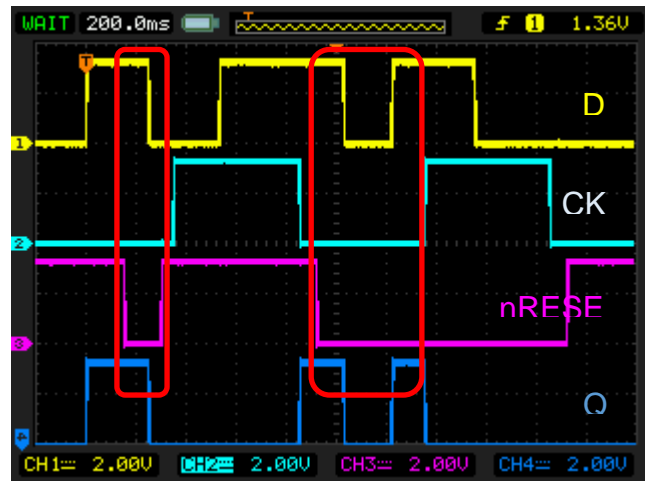 WAIT 200.0ms T 1 1.36V
T
D
1
CK
2
nRESE
3
Q
4
CH1 2.00V CH2 2.00V CH3 2.00V CH4 2.00V